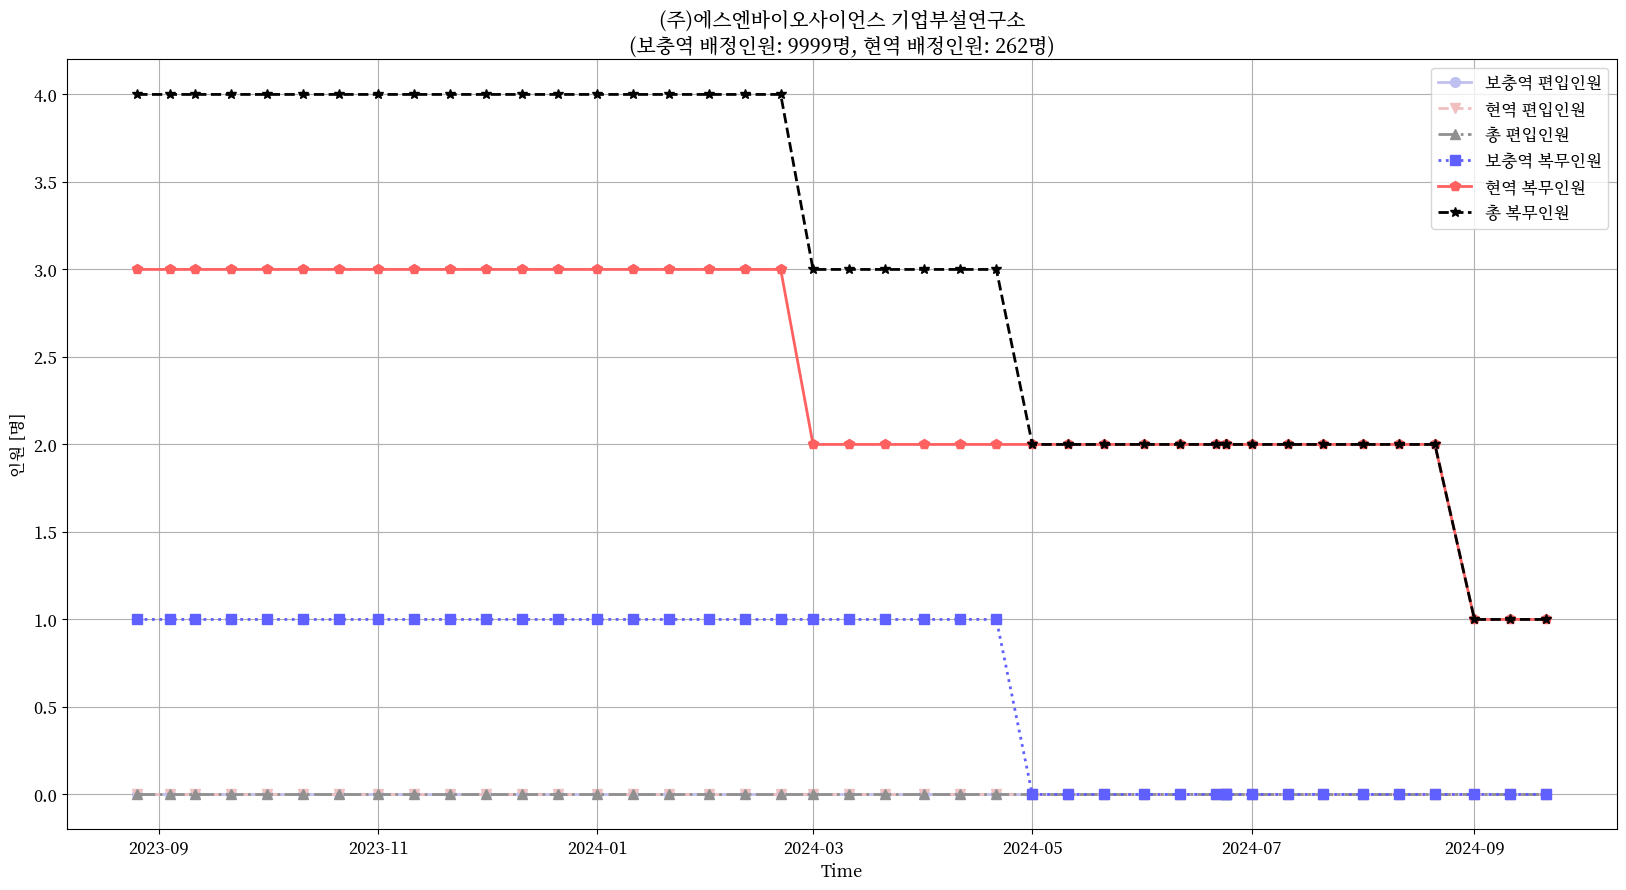 (주)에스엔바이오사이언스 기업부설연구소
(보충역 배정인원: 9999명, 현역 배정인원: 262명)
보충역 편입인원
현역 편입인원
총 편입인원
보충역 복무인원
현역 복무인원
총 복무인원
인원 [명]
4.0
3.5
3.0
2.5
2.0
1.5
1.0
0.5
0.0
2023-09
2023-11
2024-01
2024-03
2024-05
2024-07
2024-09
Time